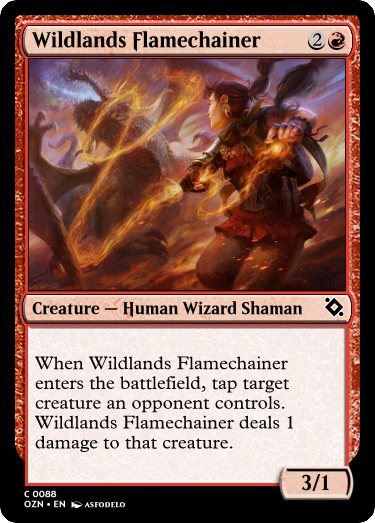 Wildlands Flamechainer 2
Creature — Human Wizard Shaman
When Wildlands Flamechainer
enters the battlefield, tap target
creature an opponent controls.
Wildlands Flamechainer deals 1
damage to that creature.
3/1
C 0088
OZN • EN ASFODELO